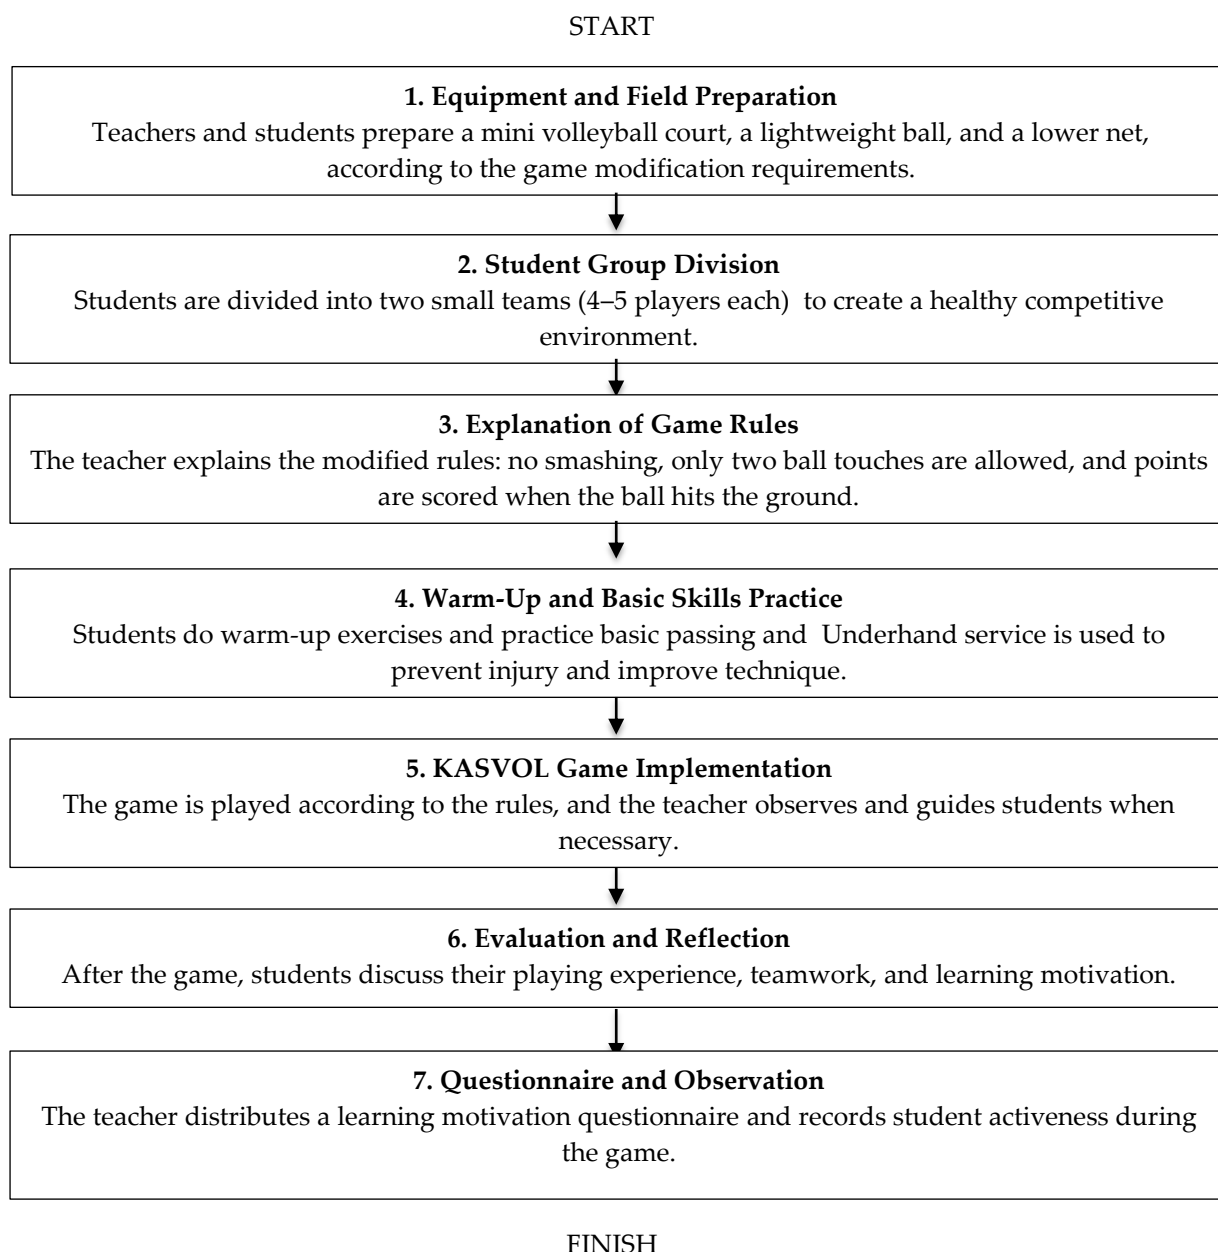 START
1. Equipment and Field Preparation
Teachers and students prepare a mini volleyball court, a lightweight ball, and a lower net,
according to the game modification requirements.
2. Student Group Division
Students are divided into two small teams (4–5 players each)  to create a healthy competitive
environment.
3. Explanation of Game Rules
The teacher explains the modified rules: no smashing, only two ball touches are allowed, and points
are scored when the ball hits the ground.
4. Warm-Up and Basic Skills Practice
Students do warm-up exercises and practice basic passing and  Underhand service is used to
prevent injury and improve technique.
5. KASVOL Game Implementation
The game is played according to the rules, and the teacher observes and guides students when
necessary.
6. Evaluation and Reflection
After the game, students discuss their playing experience, teamwork, and learning motivation.
7. Questionnaire and Observation
The teacher distributes a learning motivation questionnaire and records student activeness during
the game.
FINISH